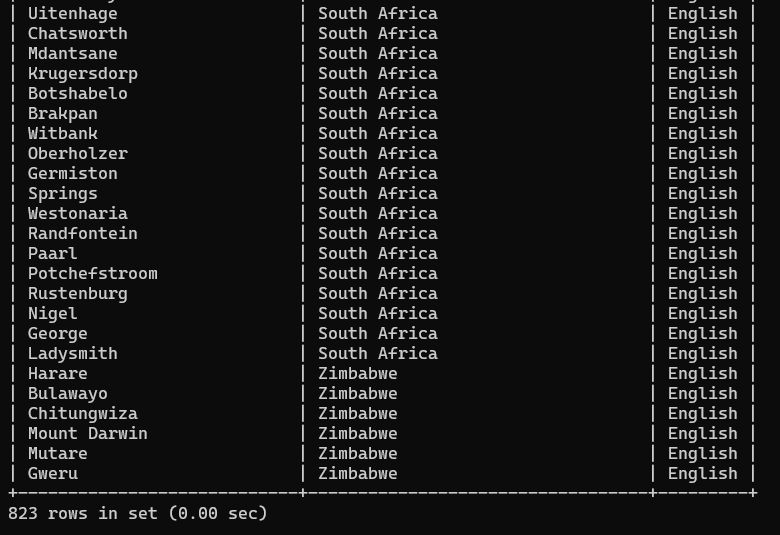 | Uitenhage | South Africa | English |
| Chatsworth | South Africa | English |
| Mdantsane | South Africa | English |
| Krugersdorp | South Africa | English |
| Botshabelo | South Africa | English |
| Brakpan | South Africa | English |
| Witbank | South Africa | English |
| Oberholzer | South Africa | English |
| Germiston | South Africa | English |
| Springs | South Africa | English |
| Westonaria | South Africa | English |
| Randfontein | South Africa | English |
| Paarl | South Africa | English |
| Potchefstroom | South Africa | English |
| Rustenburg | South Africa | English |
| Nigel | South Africa | English |
| George | South Africa | English |
| Ladysmith | South Africa | English |
| Harare | Zimbabwe | English |
| Bulawayo | Zimbabwe | English |
| Chitungwiza | Zimbabwe | English |
| Mount Darwin | Zimbabwe | English |
| Mutare | Zimbabwe | English |
| Gweru | Zimbabwe | English |
823 rows in set (0.00 sec)